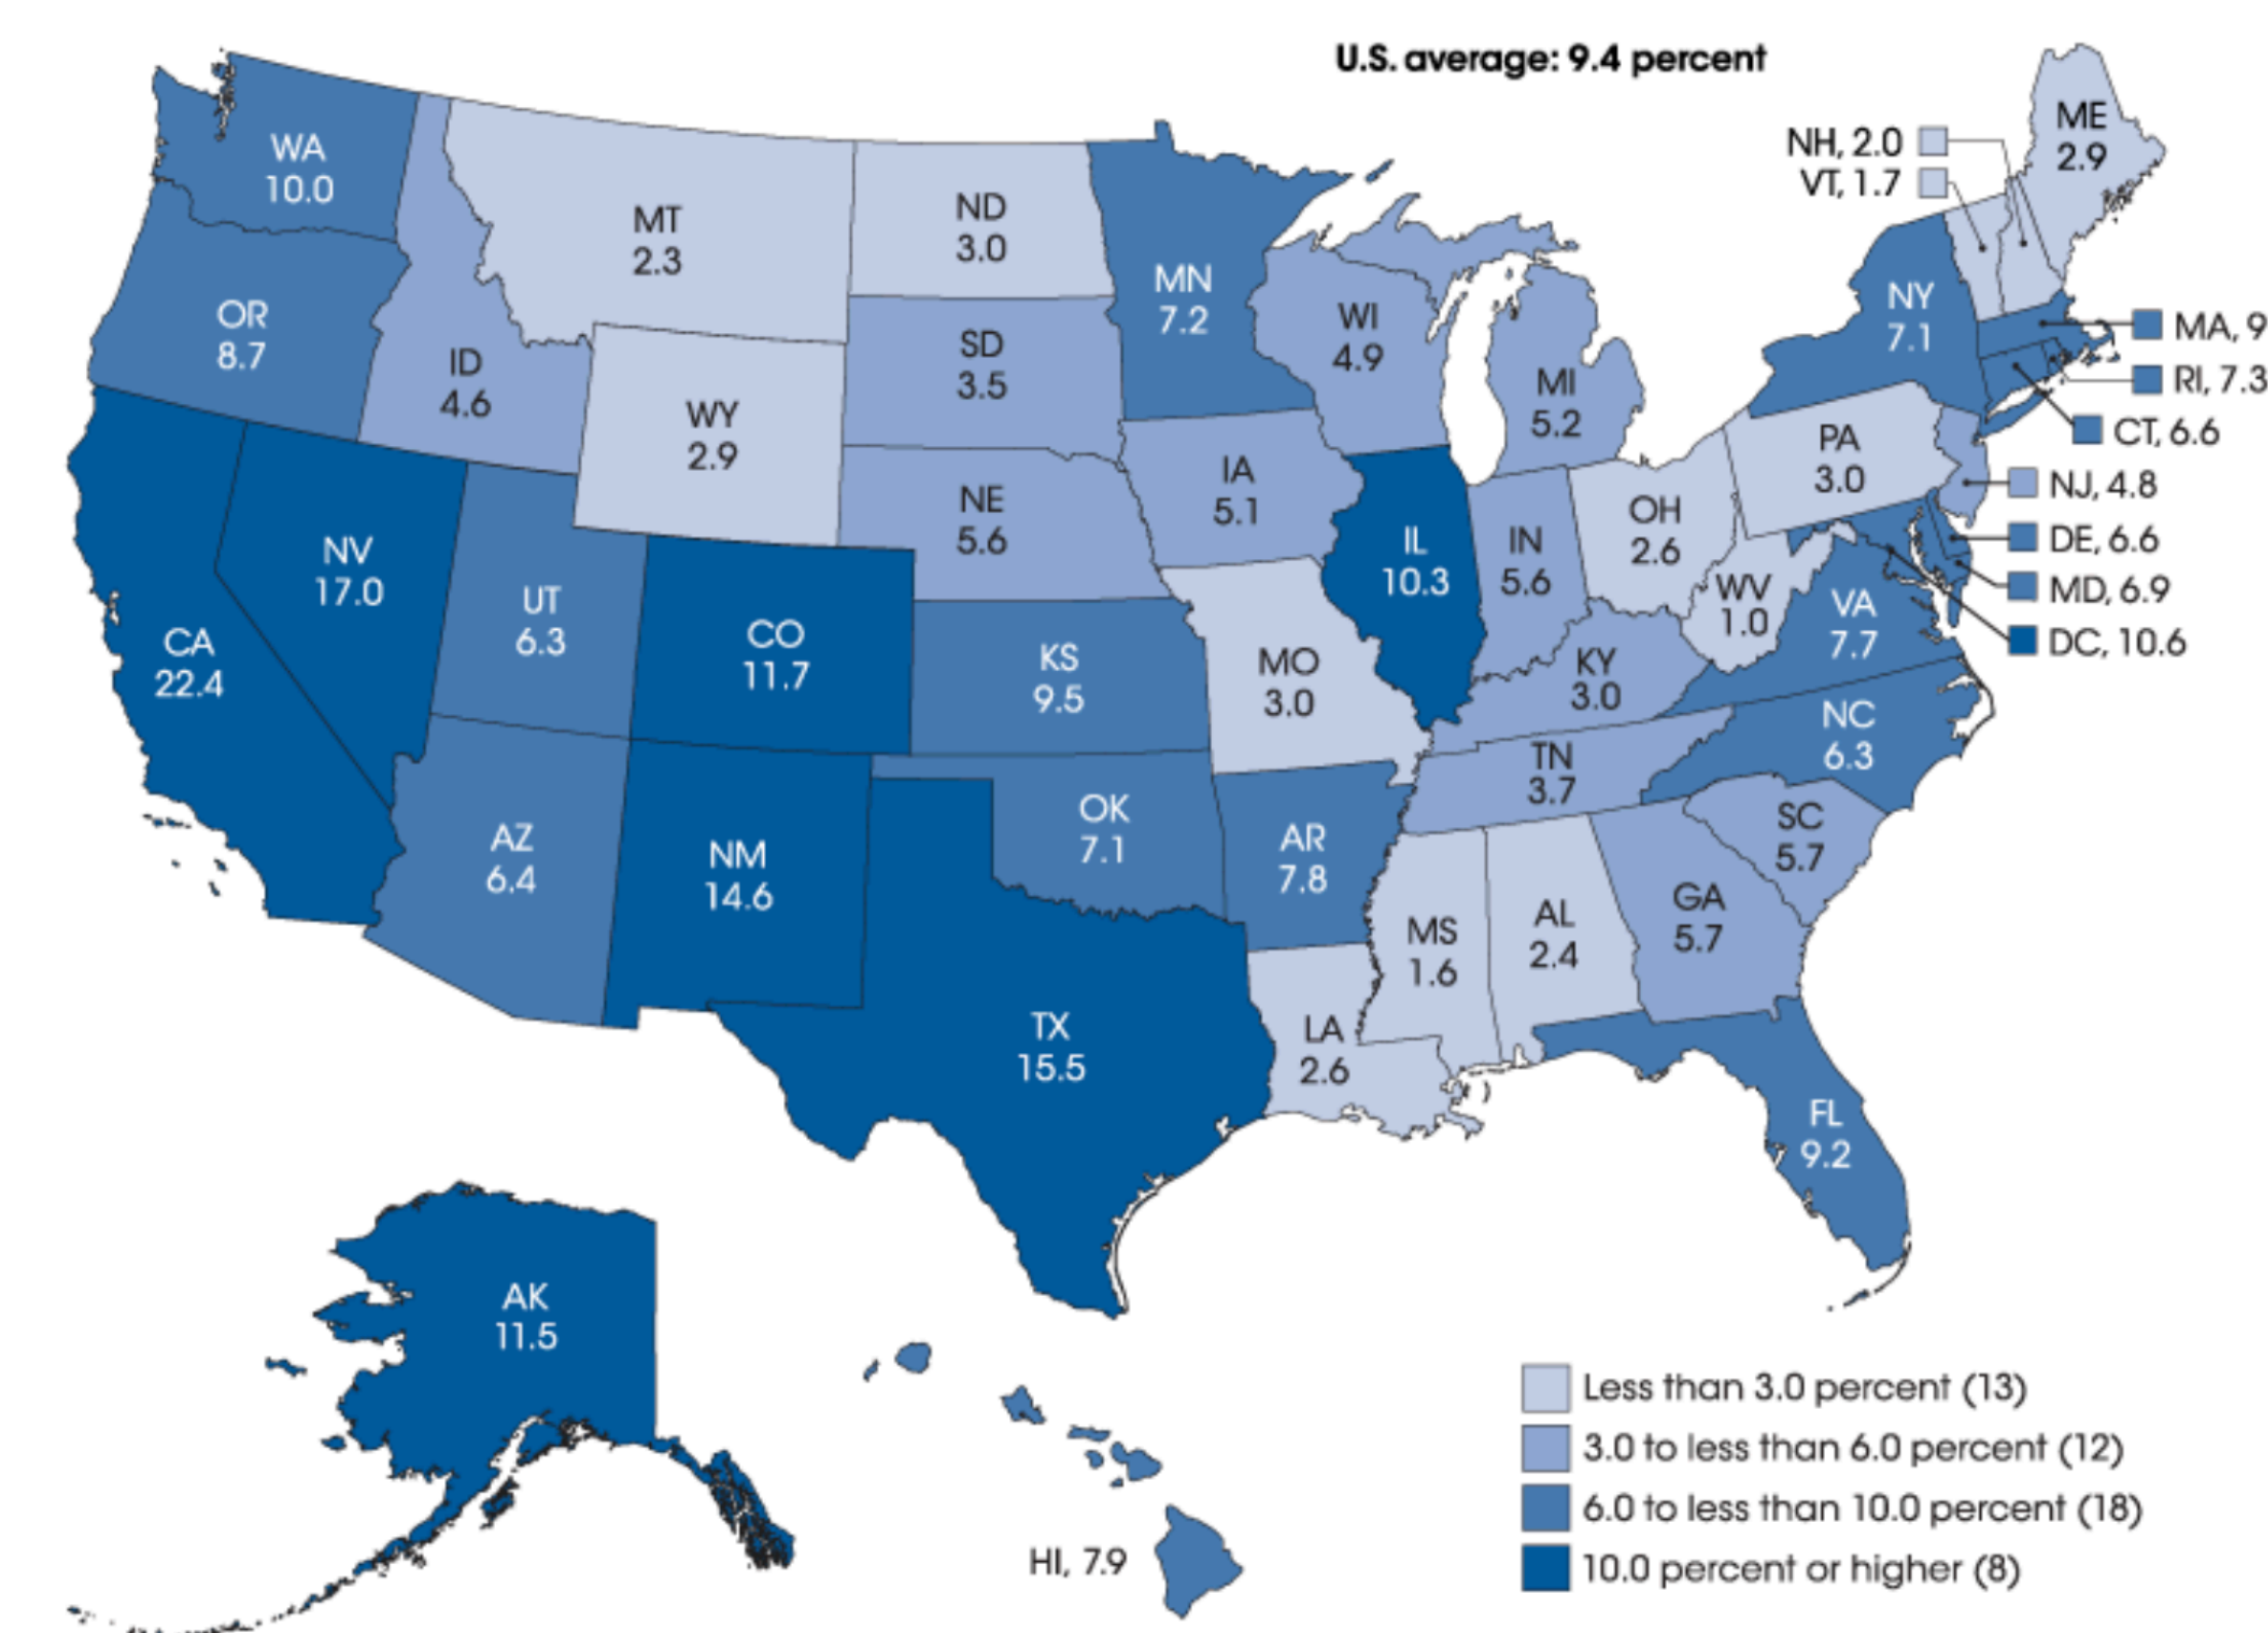 U.S. average: 9.4 percent
WA
10.0
OR
8.7
CA
22.4
NV
17.0
ID
4.6
MT
2.3
WY
2.9
UT
6.3
AZ
6.4
CO
11.7
NM
14.6
ND
3.0
SD
3.5
NE
5.6
KS
9.5
OK
7.1
TX
15.5
MN
7.2
IA
5.1
MO
3.0
AR
7.8
LA
2.6
WI
4.9
IL
10.3
MI
5.2
IN
5.6
OH
2.6
KY
3.0
TN
3.7
MS
1.6
AL
2.4
GA
5.7
FL
9.2
SC
5.7
NC
6.3
VA
7.7
WV
1.0
PA
3.0
NY
7.1
ME
2.9
NH, 2.0
VT, 1.7
MA, 9
RI, 7.3
CT, 6.6
NJ, 4.8
DE, 6.6
MD, 6.9
DC, 10.6
AK
11.5
HI, 7.9
Less than 3.0 percent (13)
3.0 to less than 6.0 percent (12)
6.0 to less than 10.0 percent (18)
10.0 percent or higher (8)